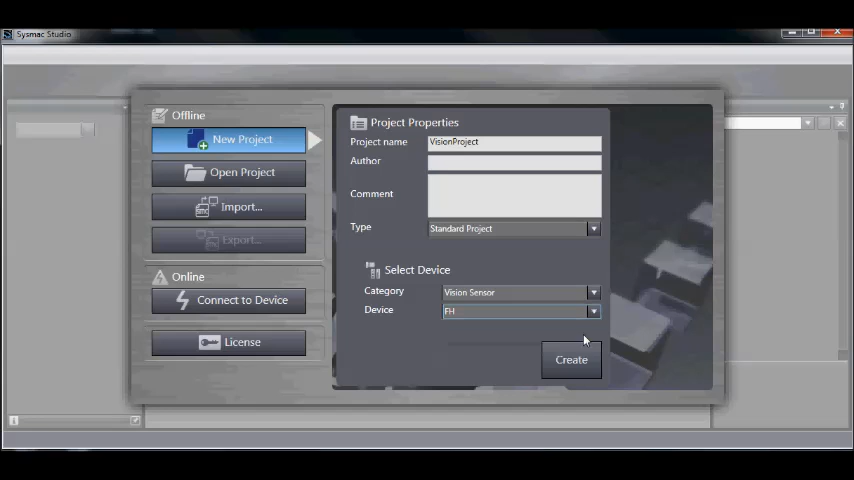 Sysmac Studio
Offline
New Project
Open Project
Import...
Export...
Online
Connect to Device
License
Project Properties
Project name VisionProject
Author
Comment
Type Standard Project
Select Device
Category Vision Sensor
Device FH
Create